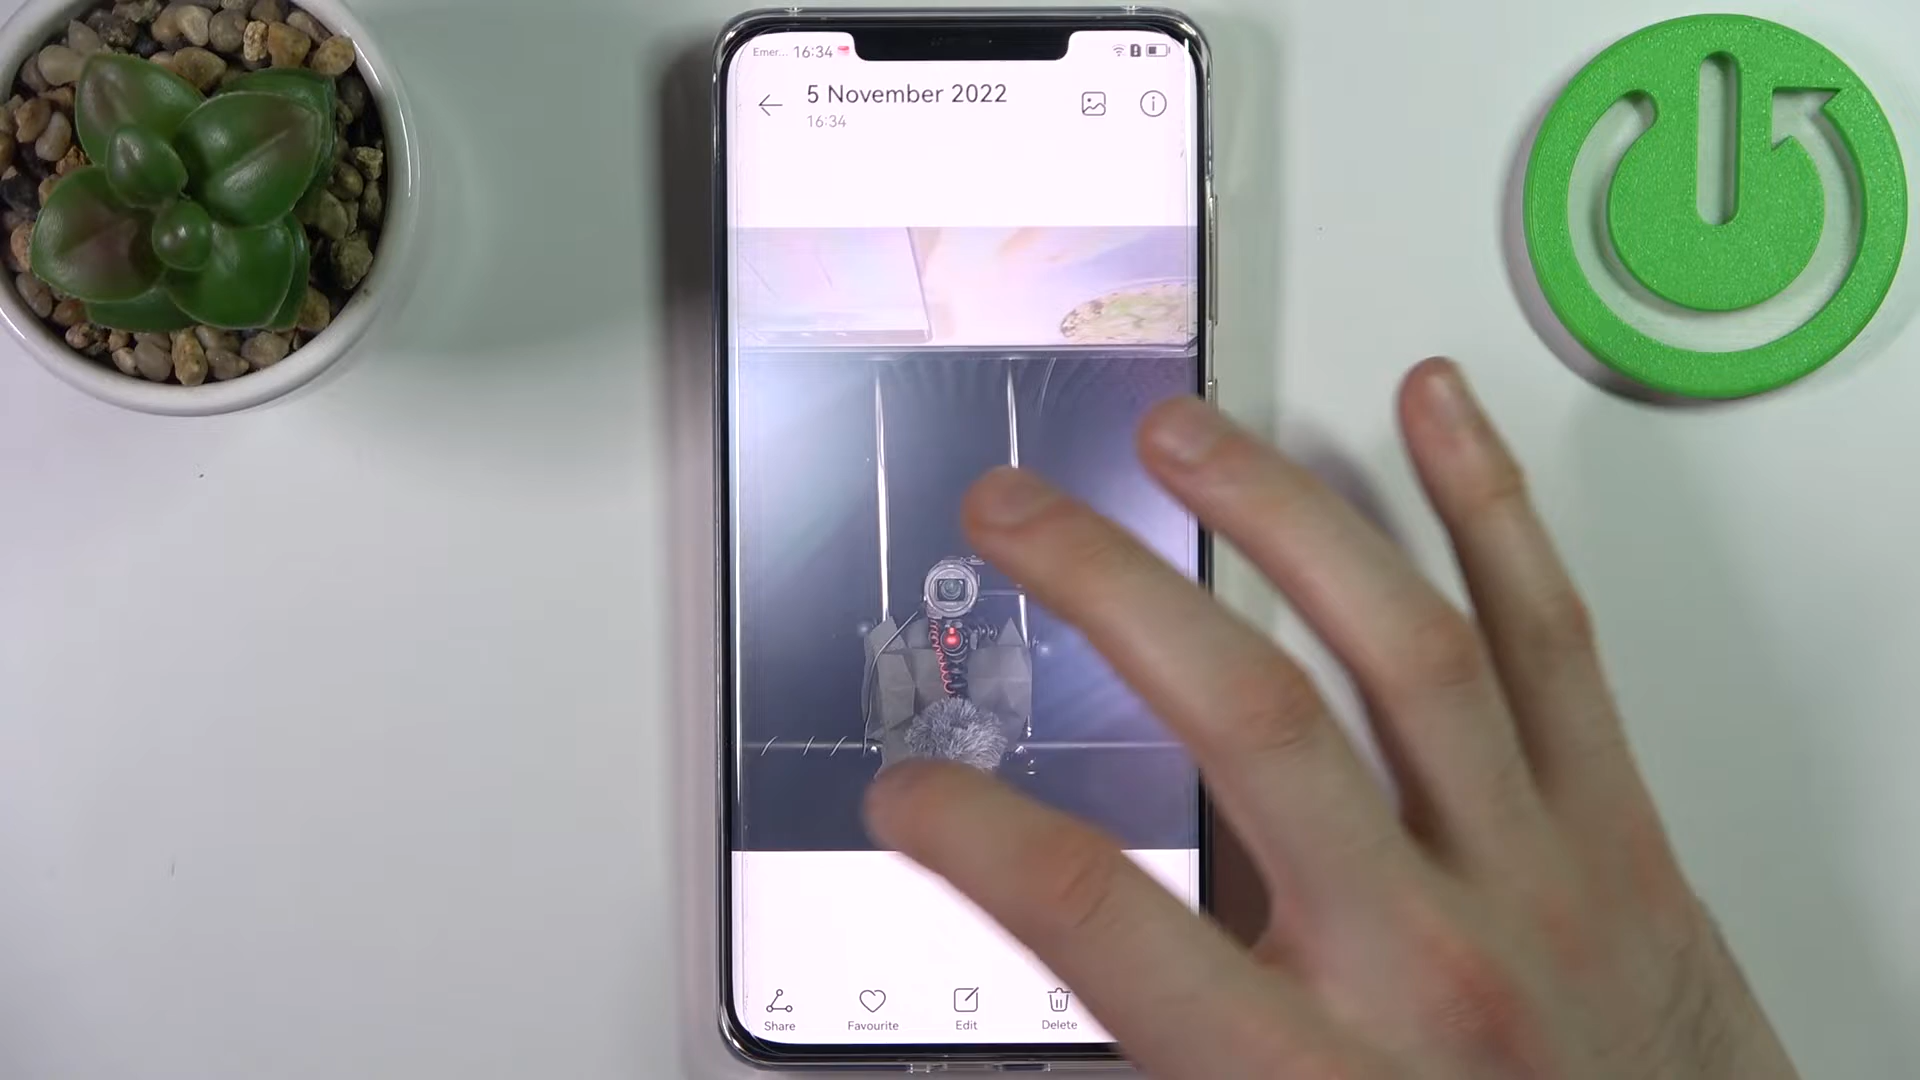 Emer... 16:34
5 November 2022
16:34
Share
Favourite
Edit
Delete